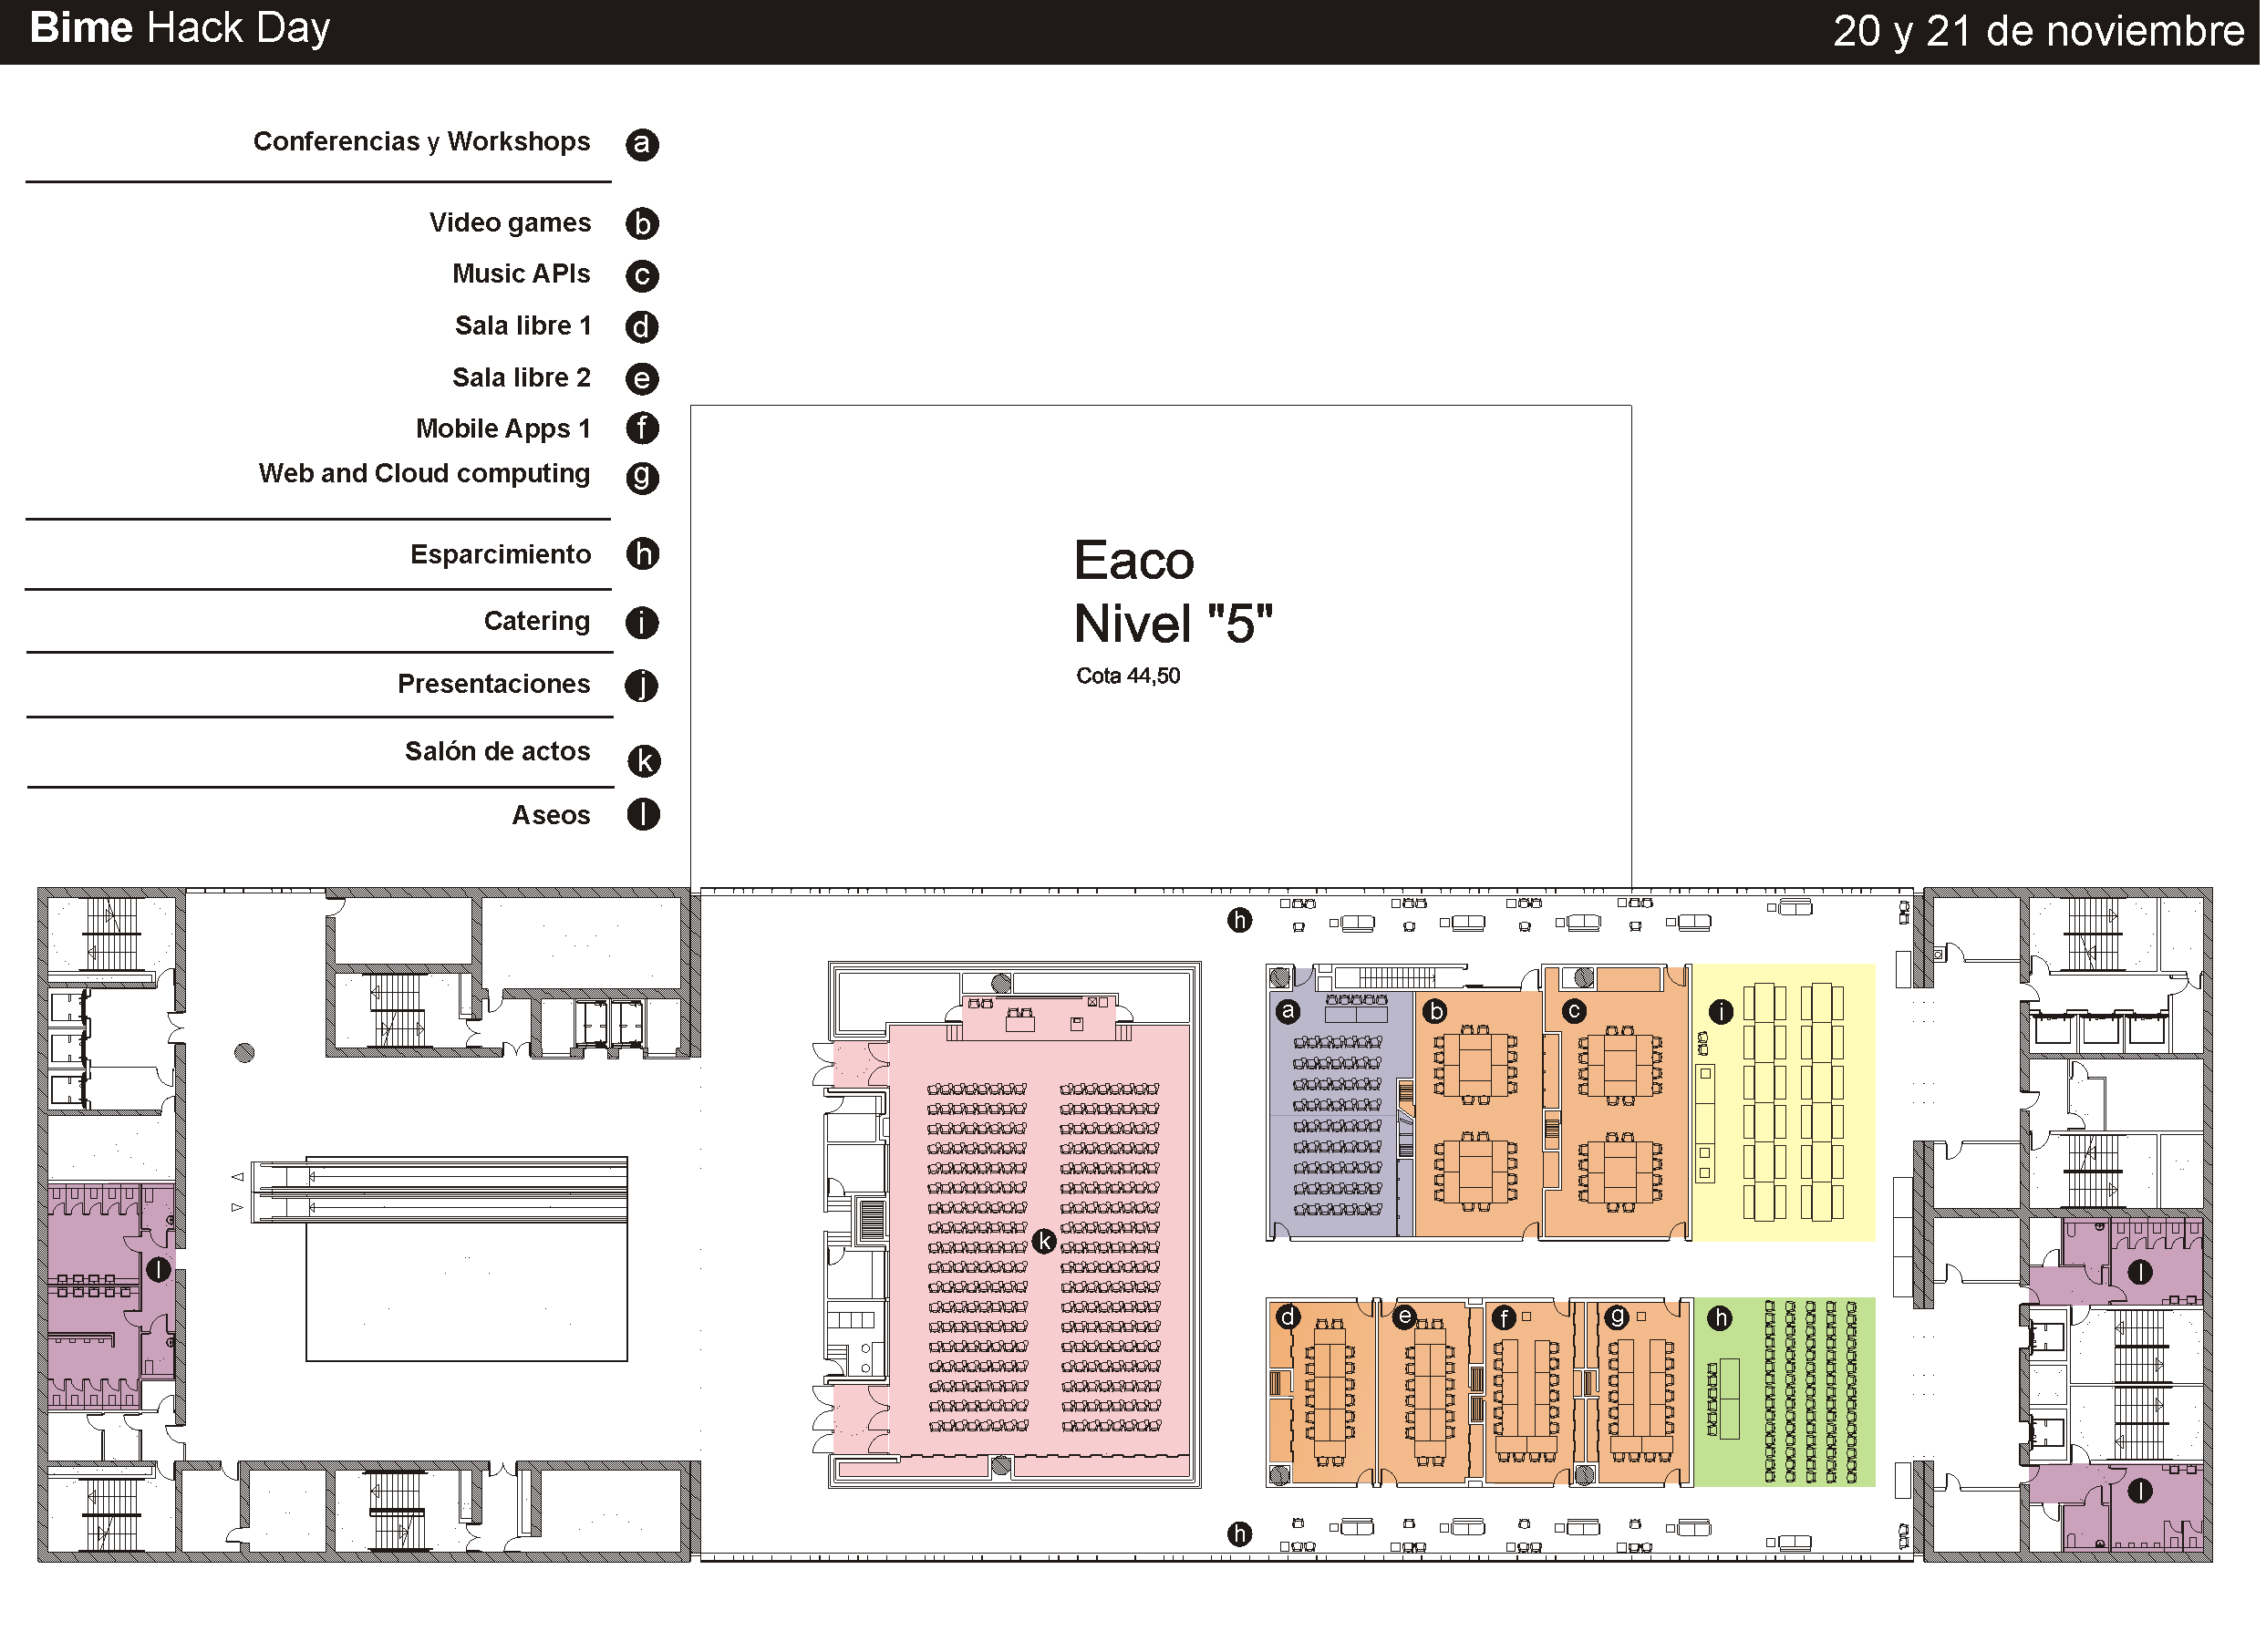 Bime Hack Day
20 y 21 de noviembre
Conferencias y Workshops a
Video games b
Music APIs c
Sala libre 1 d
Sala libre 2 e
Mobile Apps 1 f
Web and Cloud computing g
Esparcimiento h
Catering i
Presentaciones j
Salón de actos k
Aseos l
Eaco
Nivel "5"
Cota 44,50
h
a
b
c
i
k
l
l
d
e
f
g
h
l
h